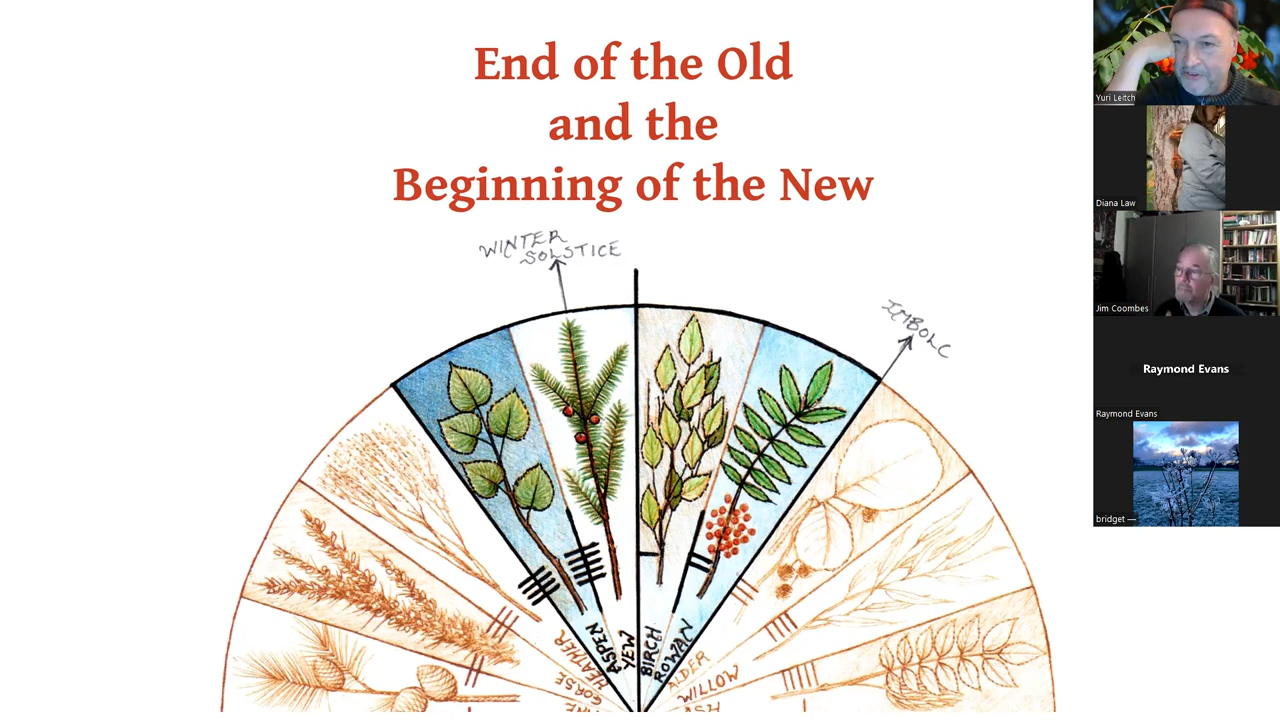 End of the Old
and the
Beginning of the New
WINTER
SOLSTICE
IMBOLC
GORSE
HEATHER
ASPEN
YEW
BIRCH
ROWAN
ALDER
WILLOW
ASH
Yuri Leitch
Diana Law
Jim Coombes
Raymond Evans
Raymond Evans
bridget —